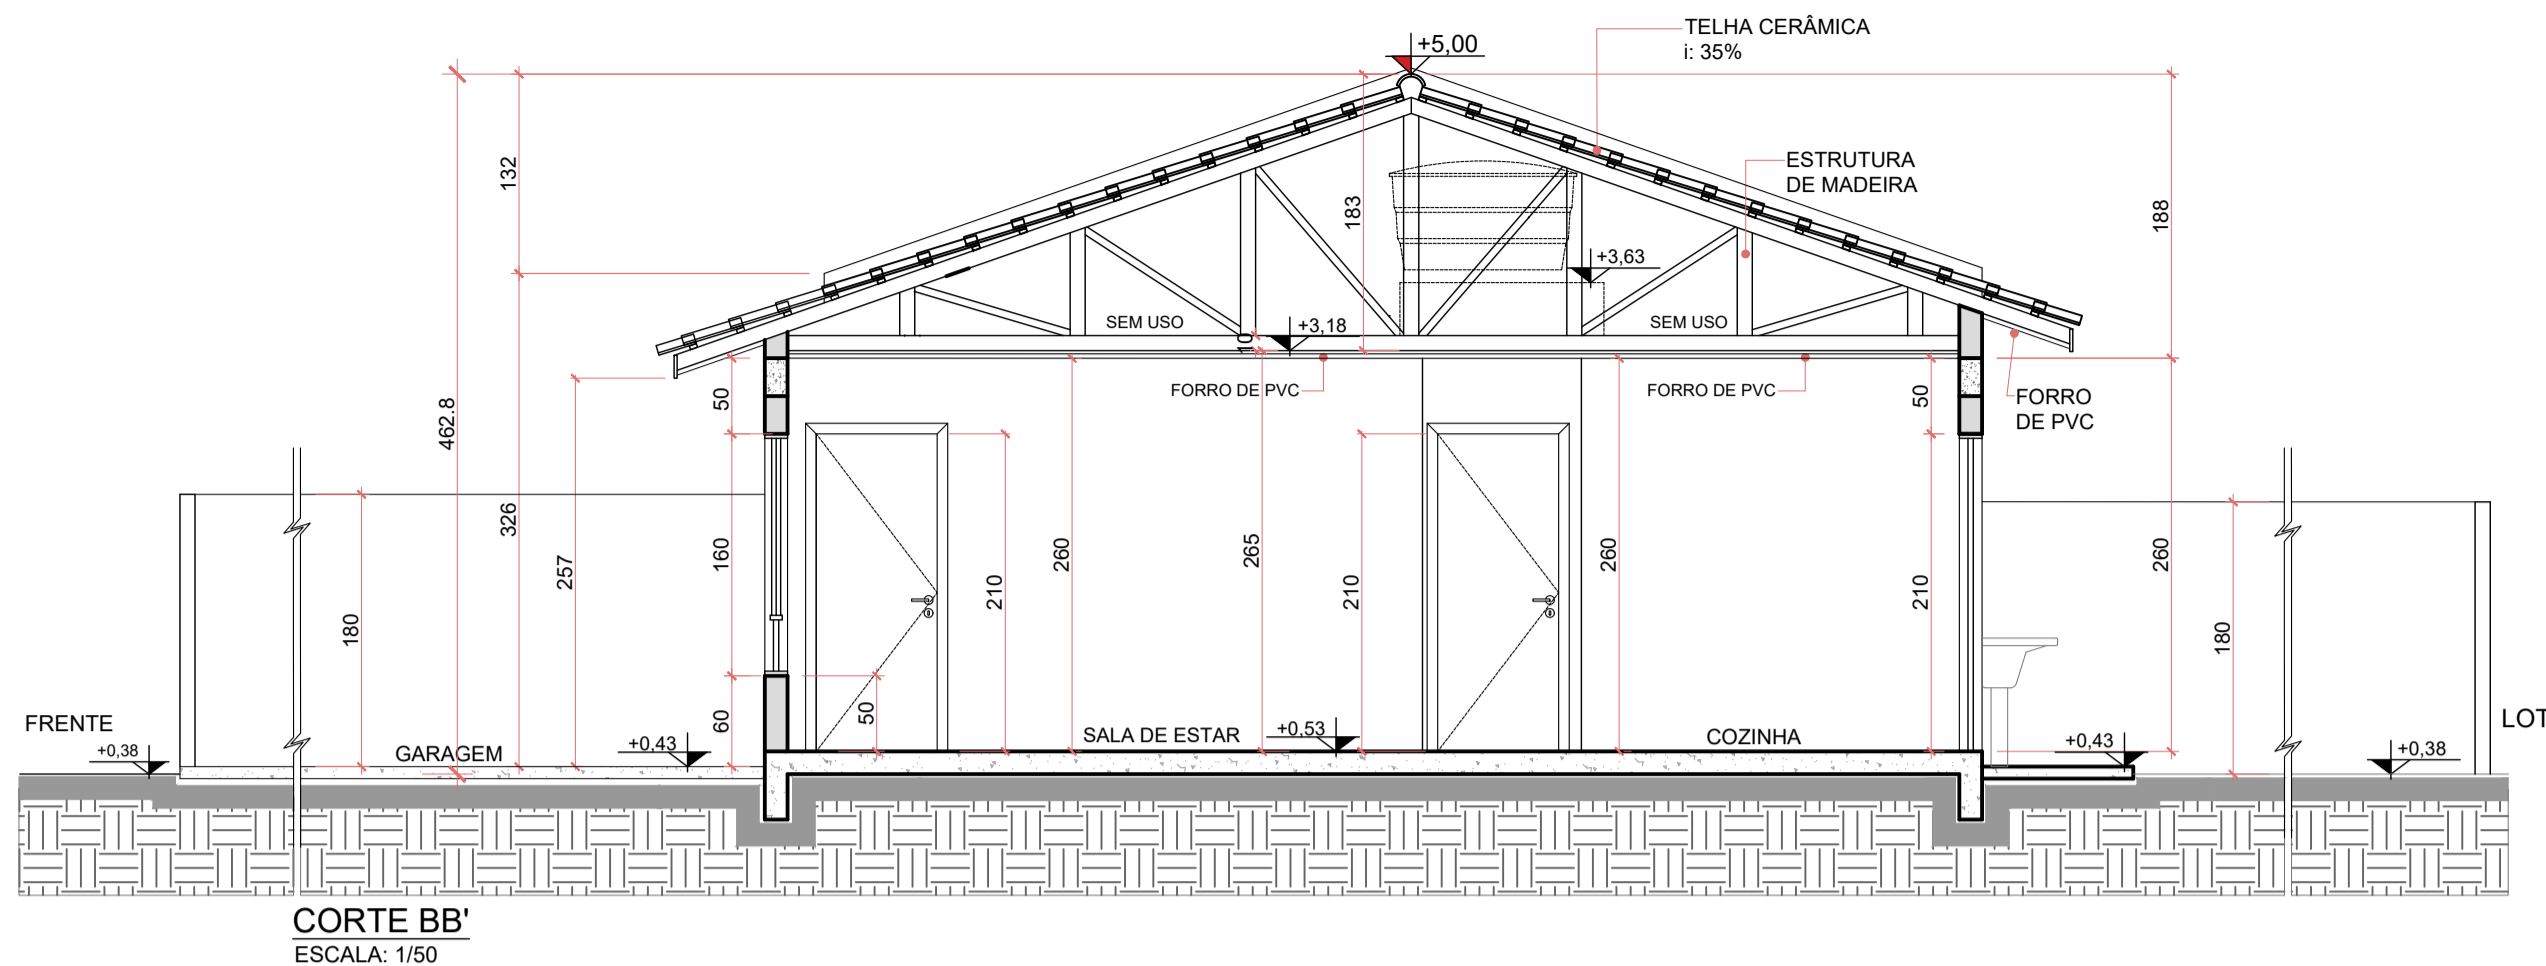 TELHA CERÂMICA
i: 35%
+5,00
132
183
188
ESTRUTURA
DE MADEIRA
+3,63
SEM USO
+3,18
SEM USO
10
FORRO DE PVC
FORRO DE PVC
FORRO
DE PVC
462.8
50
50
326
257
160
260
265
260
260
210
210
210
180
180
60
50
FRENTE
+0,38
GARAGEM
+0,43
SALA DE ESTAR
+0,53
COZINHA
+0,43
+0,38
LOT
CORTE BB'
ESCALA: 1/50